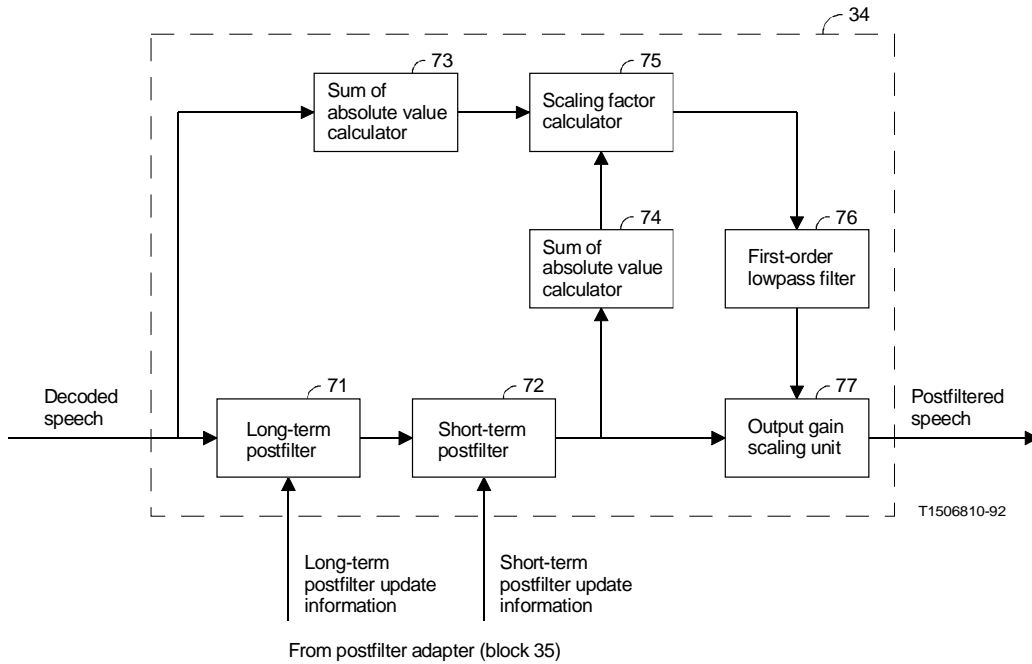 34
73
Sum of
absolute value
calculator
75
Scaling factor
calculator
74
Sum of
absolute value
calculator
76
First-order
lowpass filter
Decoded
speech
71
Long-term
postfilter
72
Short-term
postfilter
77
Output gain
scaling unit
Postfiltered
speech
T1506810-92
Long-term
postfilter update
information
Short-term
postfilter update
information
From postfilter adapter (block 35)